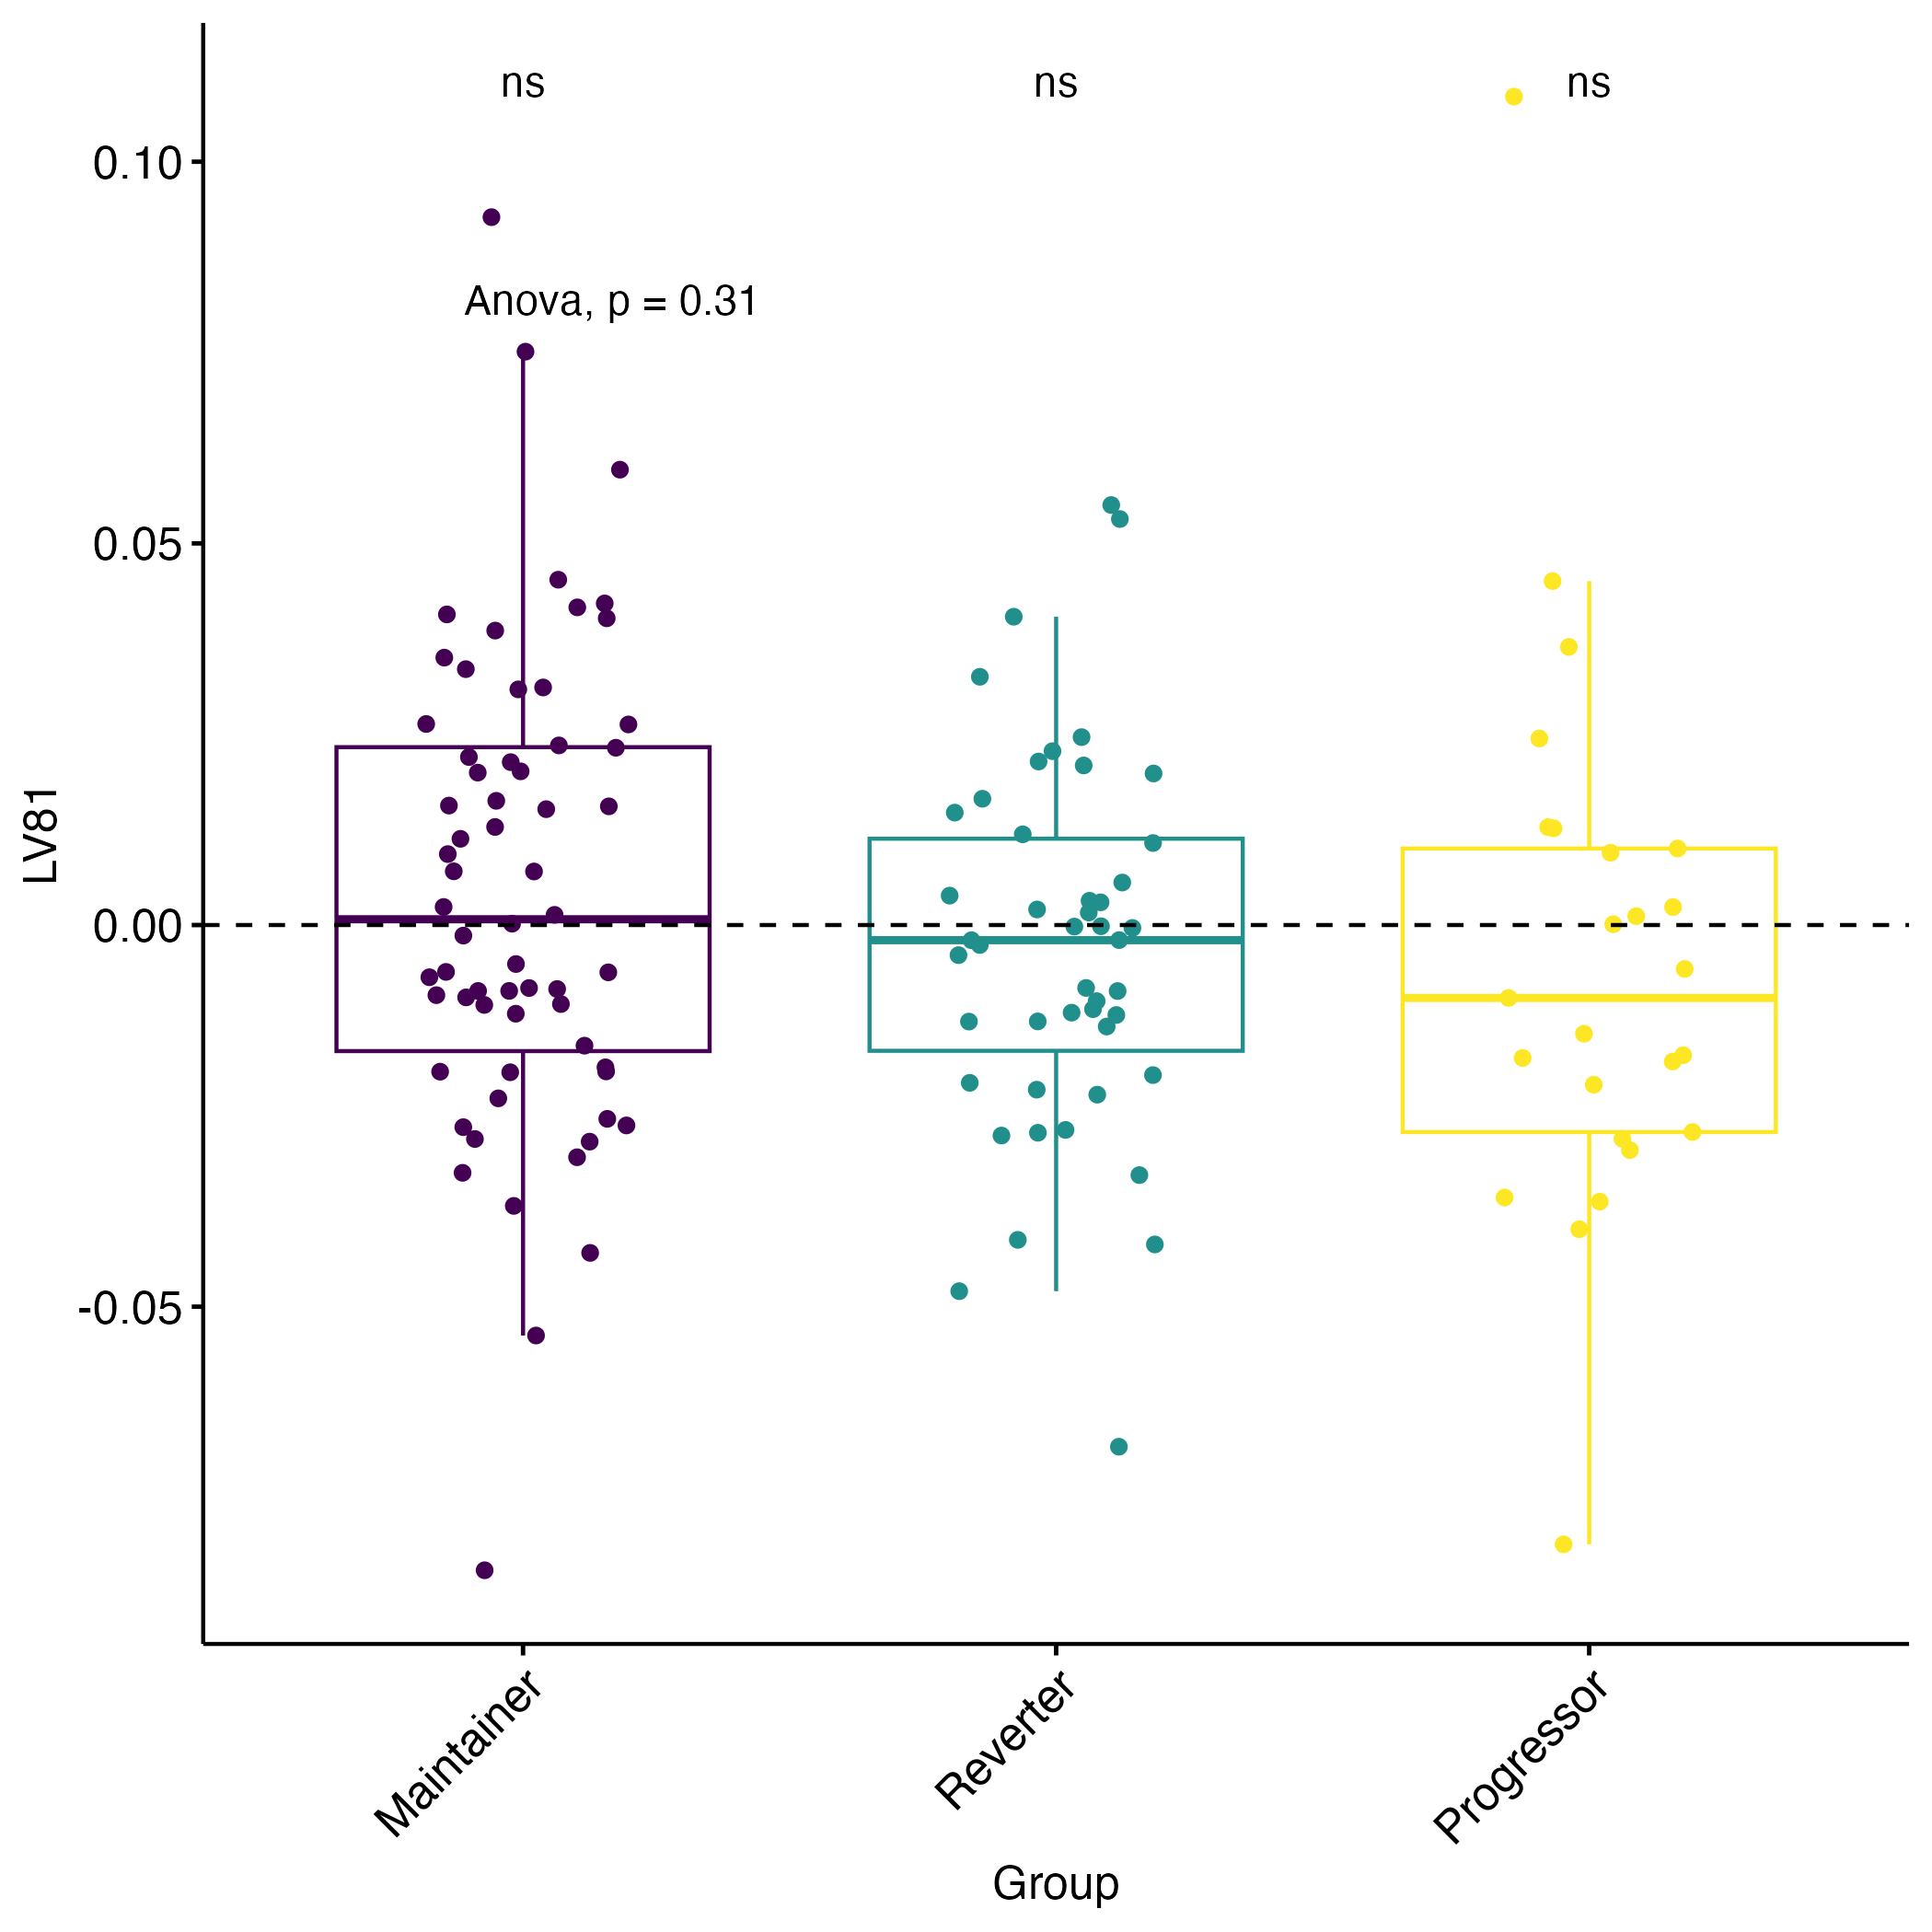 ns ns ns
0.10
Anova, p = 0.31
0.05
LV81
0.00
-0.05
Maintainer Reverter Progressor
Group